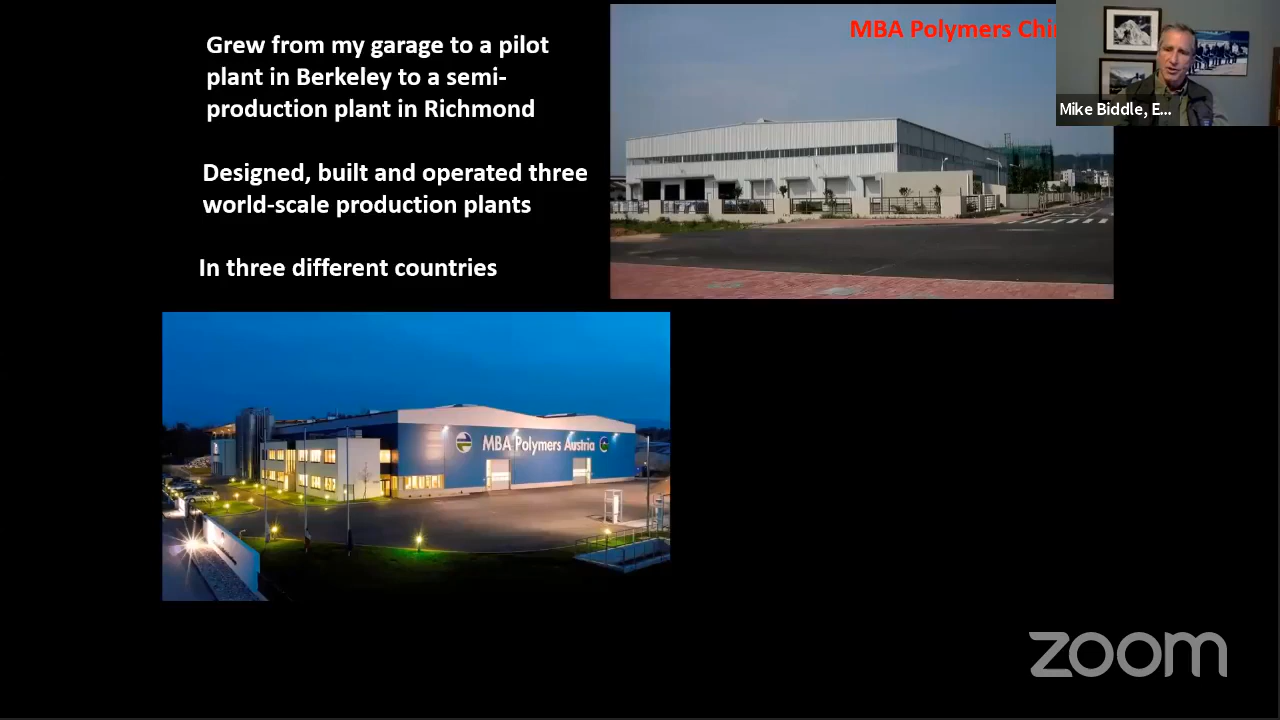 Grew from my garage to a pilot
plant in Berkeley to a semi-
production plant in Richmond
Designed, built and operated three
world-scale production plants
In three different countries
MBA Polymers
Mike Biddle, E...
MBA Polymers Austria
zoom